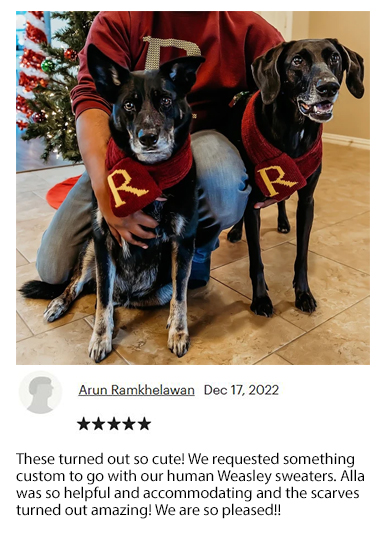 R R
Arun Ramkhelawan Dec 17, 2022
★★★★★
These turned out so cute! We requested something
custom to go with our human Weasley sweaters. Alla
was so helpful and accommodating and the scarves
turned out amazing! We are so pleased!!